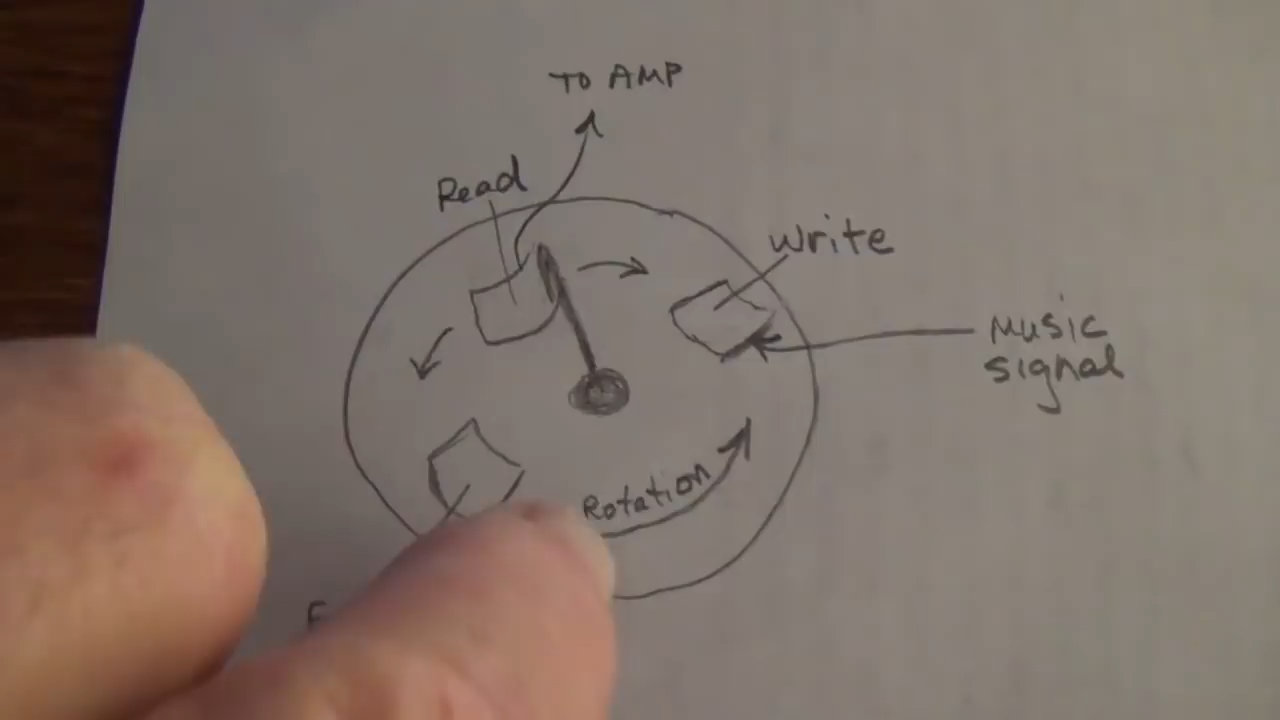 TO AMP
Read
Write
Music
signal
Rotation